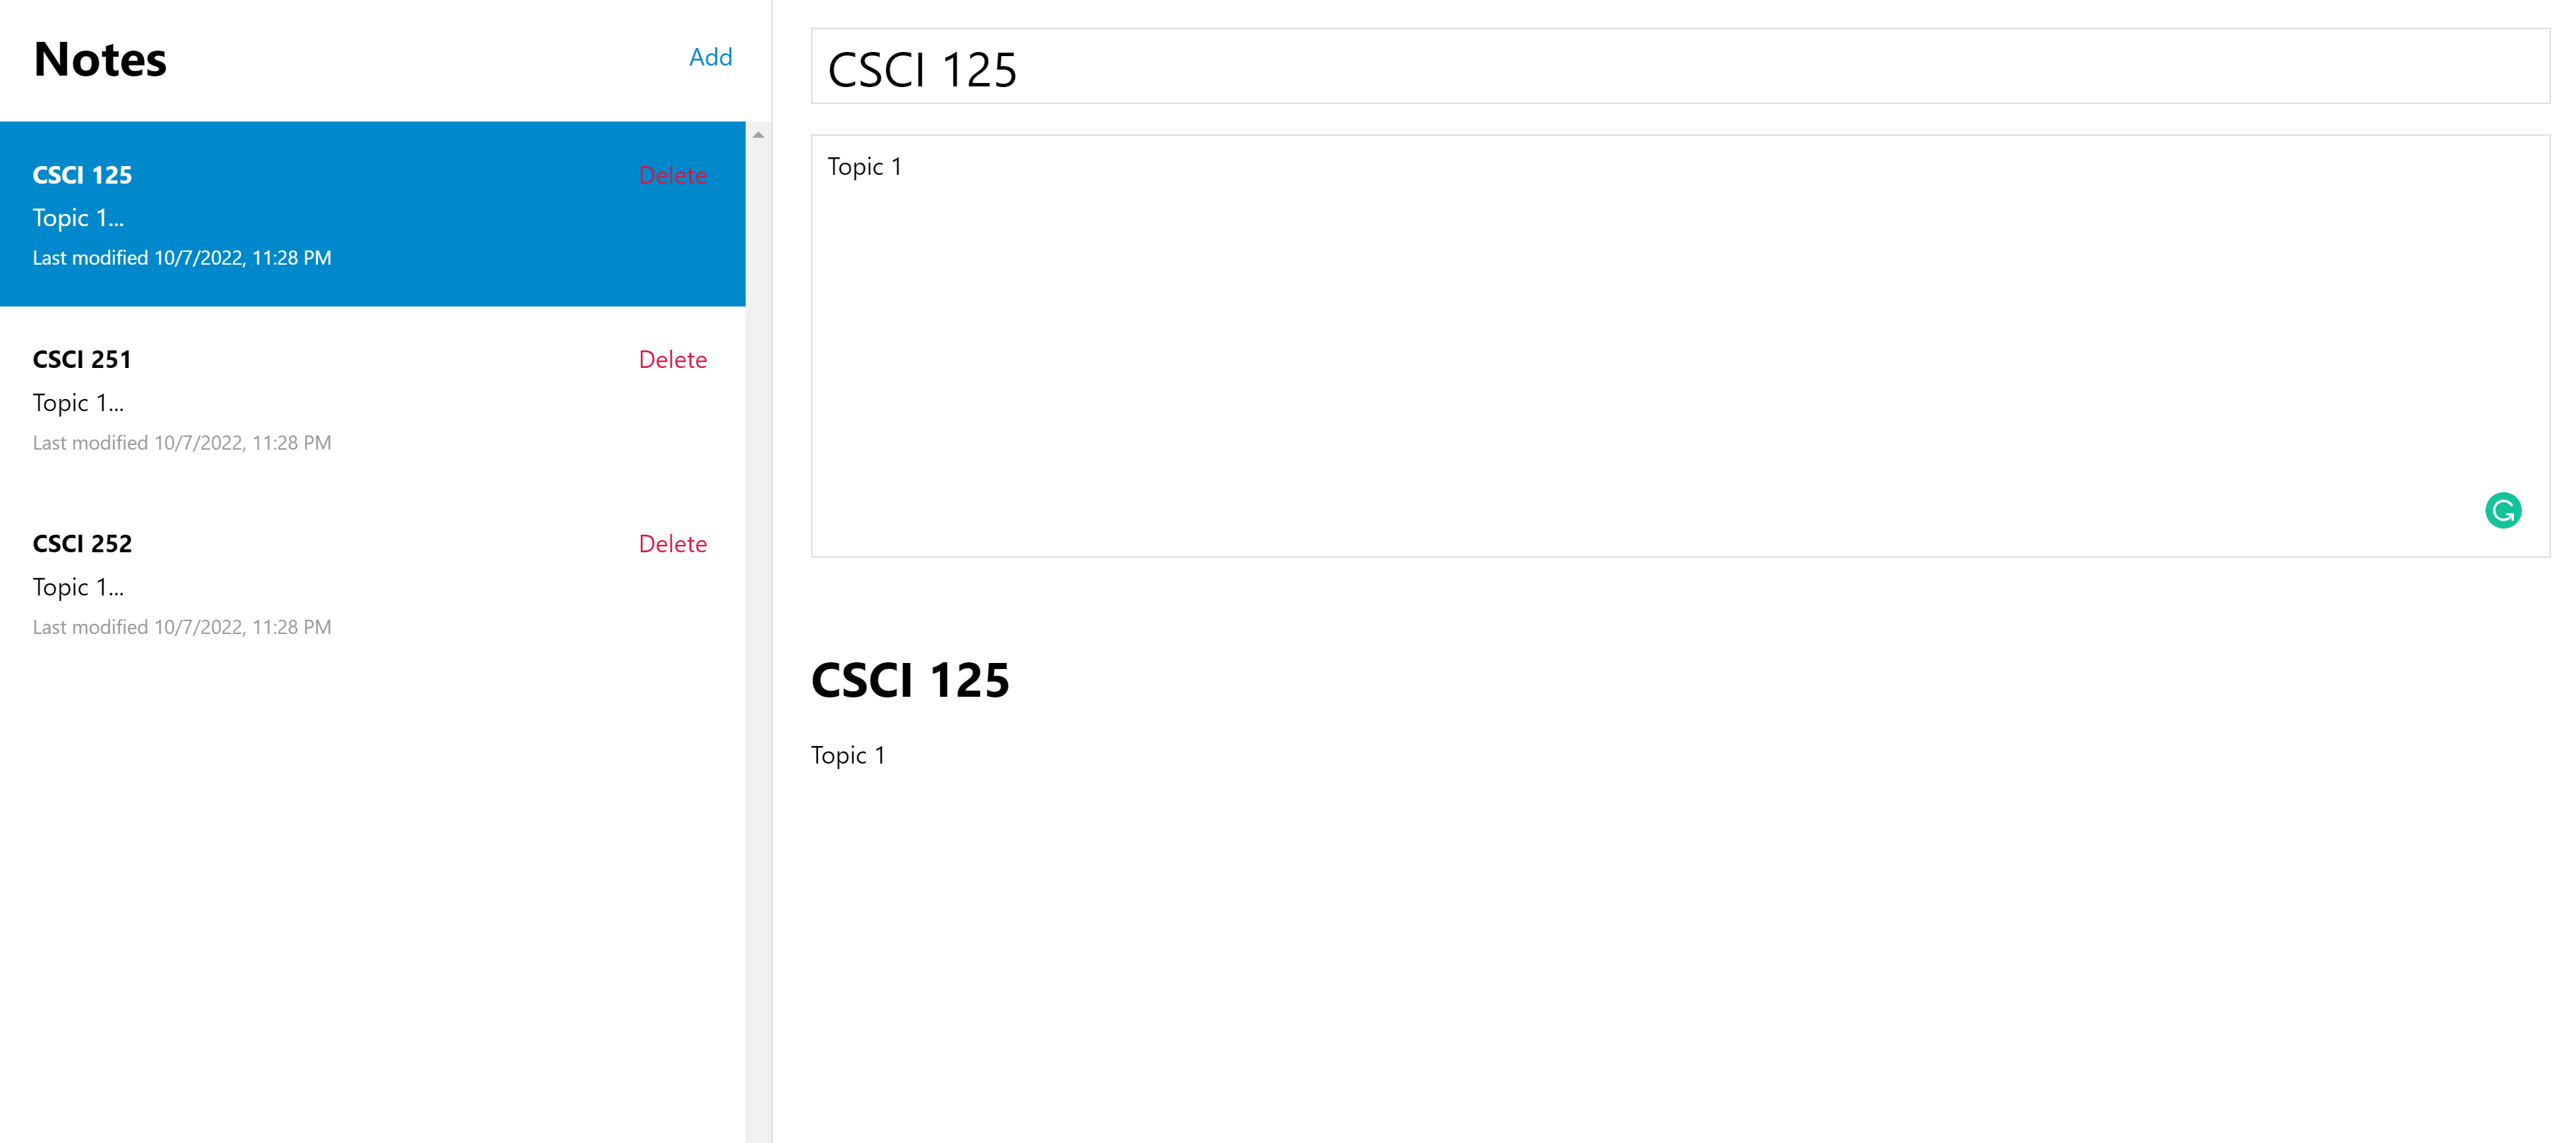 Notes
Add
CSCI 125
Delete
Topic 1...
Last modified 10/7/2022, 11:28 PM
CSCI 251
Delete
Topic 1...
Last modified 10/7/2022, 11:28 PM
CSCI 252
Delete
Topic 1...
Last modified 10/7/2022, 11:28 PM
CSCI 125
Topic 1
CSCI 125
Topic 1